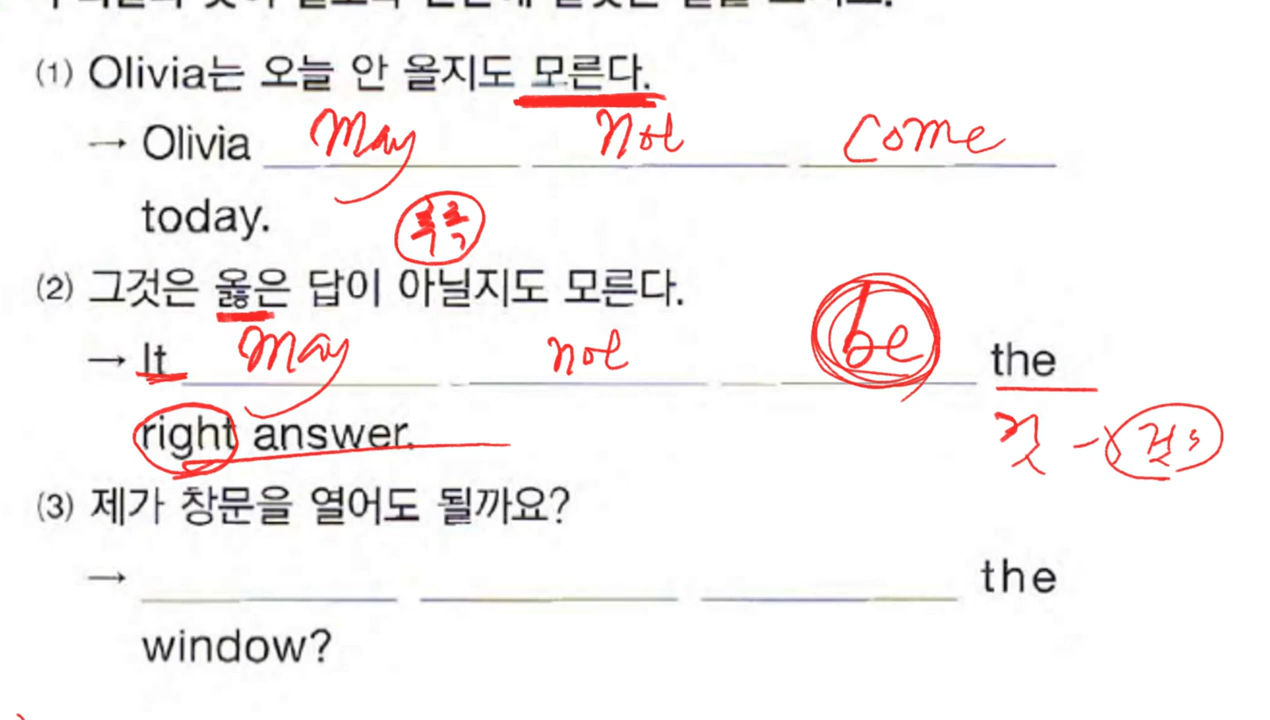 (1) Olivia는 오늘 안 올지도 모른다.
→ Olivia may not come
today.
(2) 그것은 옳은 답이 아닐지도 모른다.
→ It may not be the
right answer.
(3) 제가 창문을 열어도 될까요?
→ the
window?